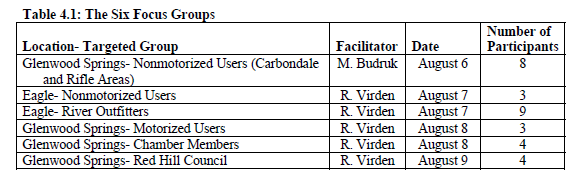 Table 4.1: The Six Focus Groups
Number of
Location- Targeted Group Facilitator Date Participants
Glenwood Springs- Nonmotorized Users (Carbondale M. Budruk August 6 8
and Rifle Areas)
Eagle- Nonmotorized Users R. Virden August 7 3
Eagle- River Outfitters R. Virden August 7 9
Glenwood Springs- Motorized Users R. Virden August 8 3
Glenwood Springs- Chamber Members R. Virden August 8 4
Glenwood Springs- Red Hill Council R. Virden August 9 4